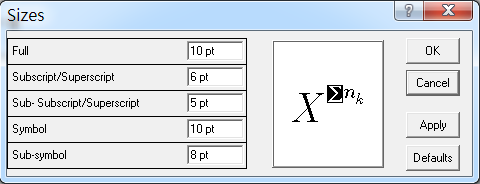 Sizes
Full 10 pt
Subscript/Superscript 6 pt
Sub- Subscript/Superscript 5 pt
Symbol 10 pt
Sub-symbol 8 pt
X^Σ n_k
OK
Cancel
Apply
Defaults